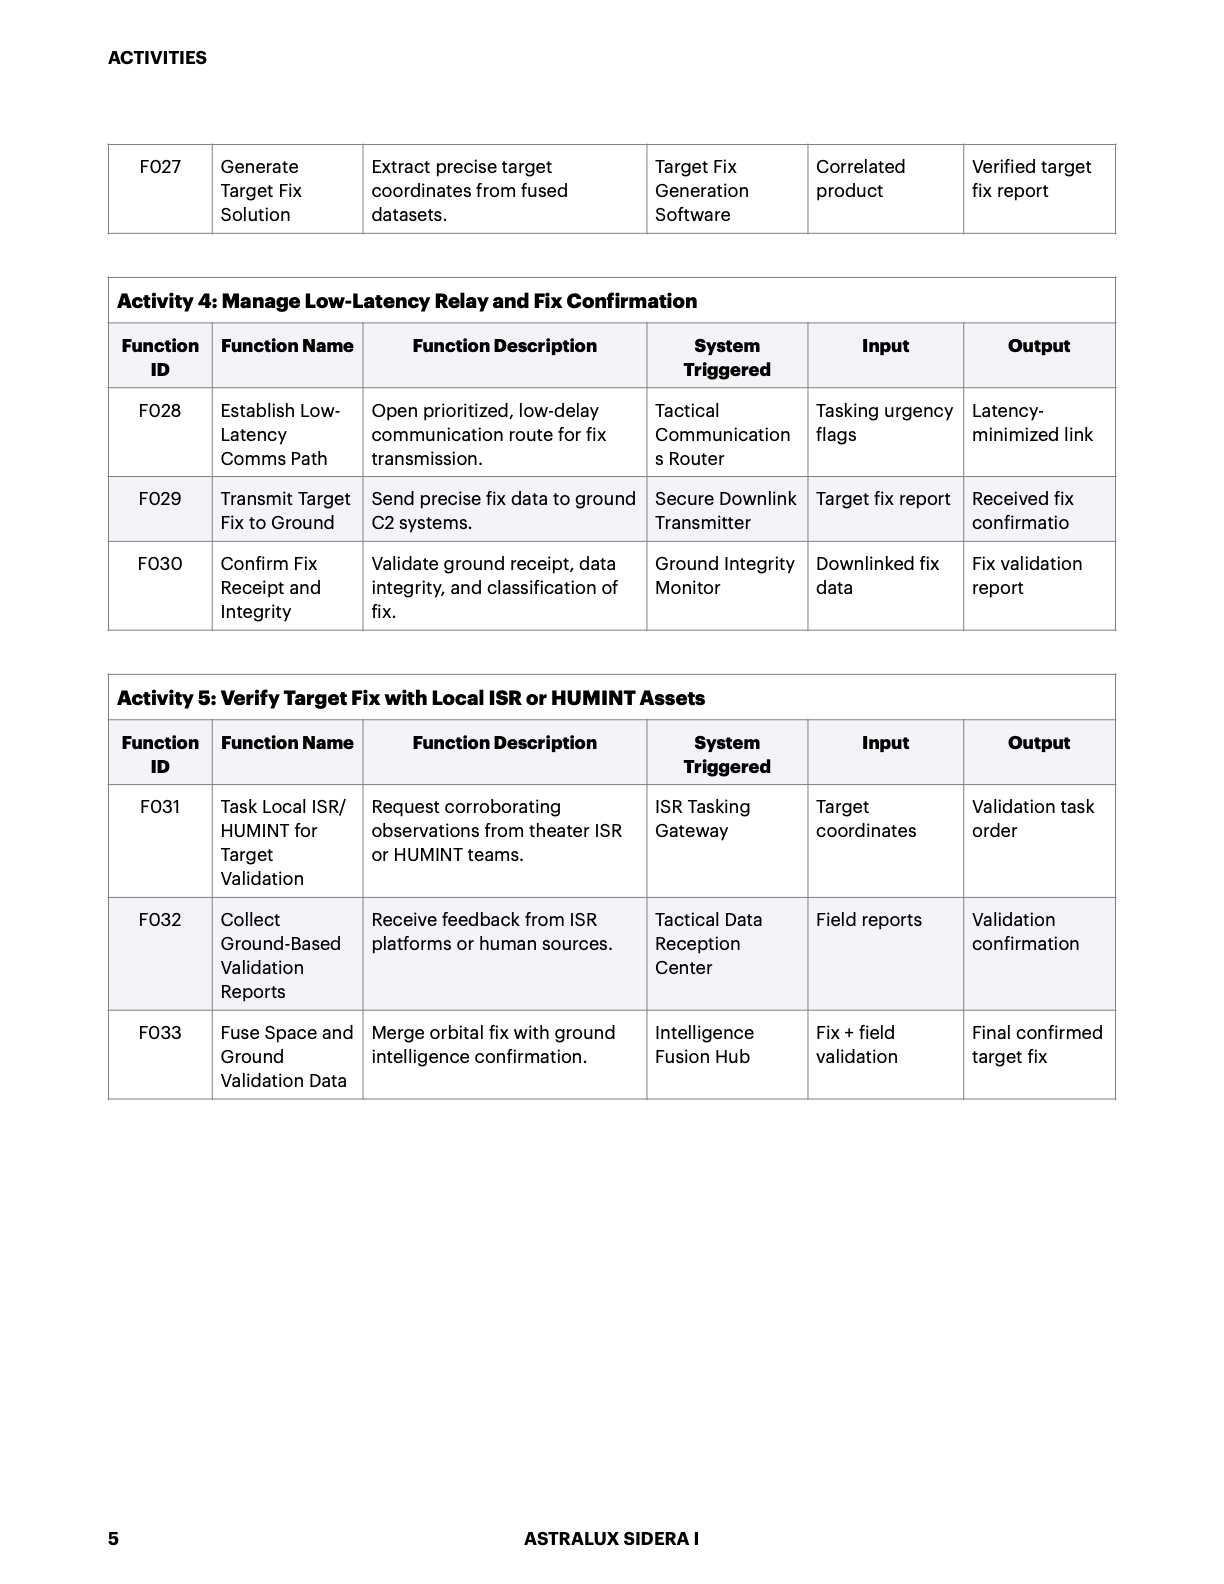 ACTIVITIES
F027 Generate Extract precise target Target Fix Correlated Verified target
Target Fix coordinates from fused Generation product fix report
Solution datasets. Software
Activity 4: Manage Low-Latency Relay and Fix Confirmation
Function Function Name Function Description System Input Output
ID Triggered
F028 Establish Low- Open prioritized, low-delay Tactical Tasking urgency Latency-
Latency communication route for fix Communication flags minimized link
Comms Path transmission. s Router
F029 Transmit Target Send precise fix data to ground Secure Downlink Target fix report Received fix
Fix to Ground C2 systems. Transmitter confirmatio
F030 Confirm Fix Validate ground receipt, data Ground Integrity Downlinked fix Fix validation
Receipt and integrity, and classification of Monitor data report
Integrity fix.
Activity 5: Verify Target Fix with Local ISR or HUMINT Assets
Function Function Name Function Description System Input Output
ID Triggered
F031 Task Local ISR/ Request corroborating ISR Tasking Target Validation task
HUMINT for observations from theater ISR Gateway coordinates order
Target or HUMINT teams.
Validation
F032 Collect Receive feedback from ISR Tactical Data Field reports Validation
Ground-Based platforms or human sources. Reception confirmation
Validation Center
Reports
F033 Fuse Space and Merge orbital fix with ground Intelligence Fix + field Final confirmed
Ground intelligence confirmation. Fusion Hub validation target fix
Validation Data
5 ASTRALUX SIDERA I